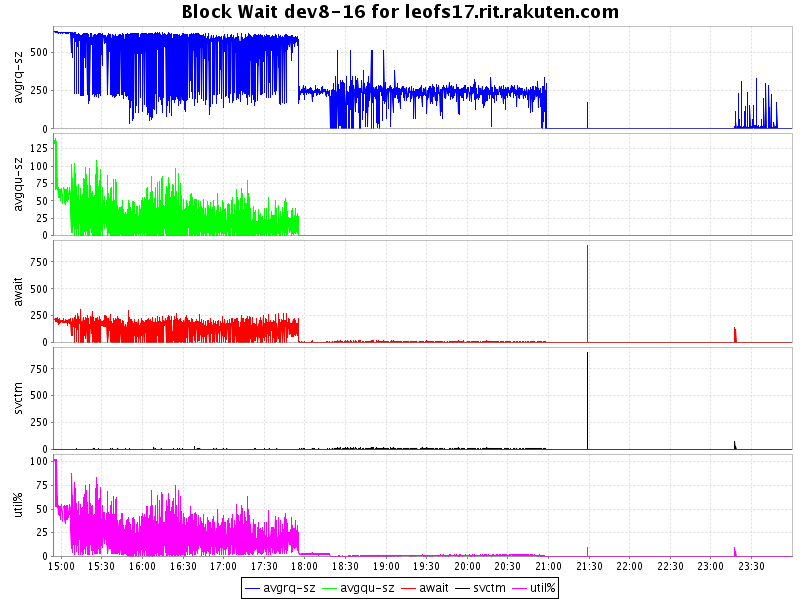 Block Wait dev8-16 for leofs17.rit.rakuten.com
avgrq-sz
500
250
0
avgqu-sz
125
100
75
50
25
0
await
750
500
250
0
svctm
750
500
250
0
util%
100
75
50
25
0
15:00 15:30 16:00 16:30 17:00 17:30 18:00 18:30 19:00 19:30 20:00 20:30 21:00 21:30 22:00 22:30 23:00 23:30
avgrq-sz avgqu-sz await svctm util%